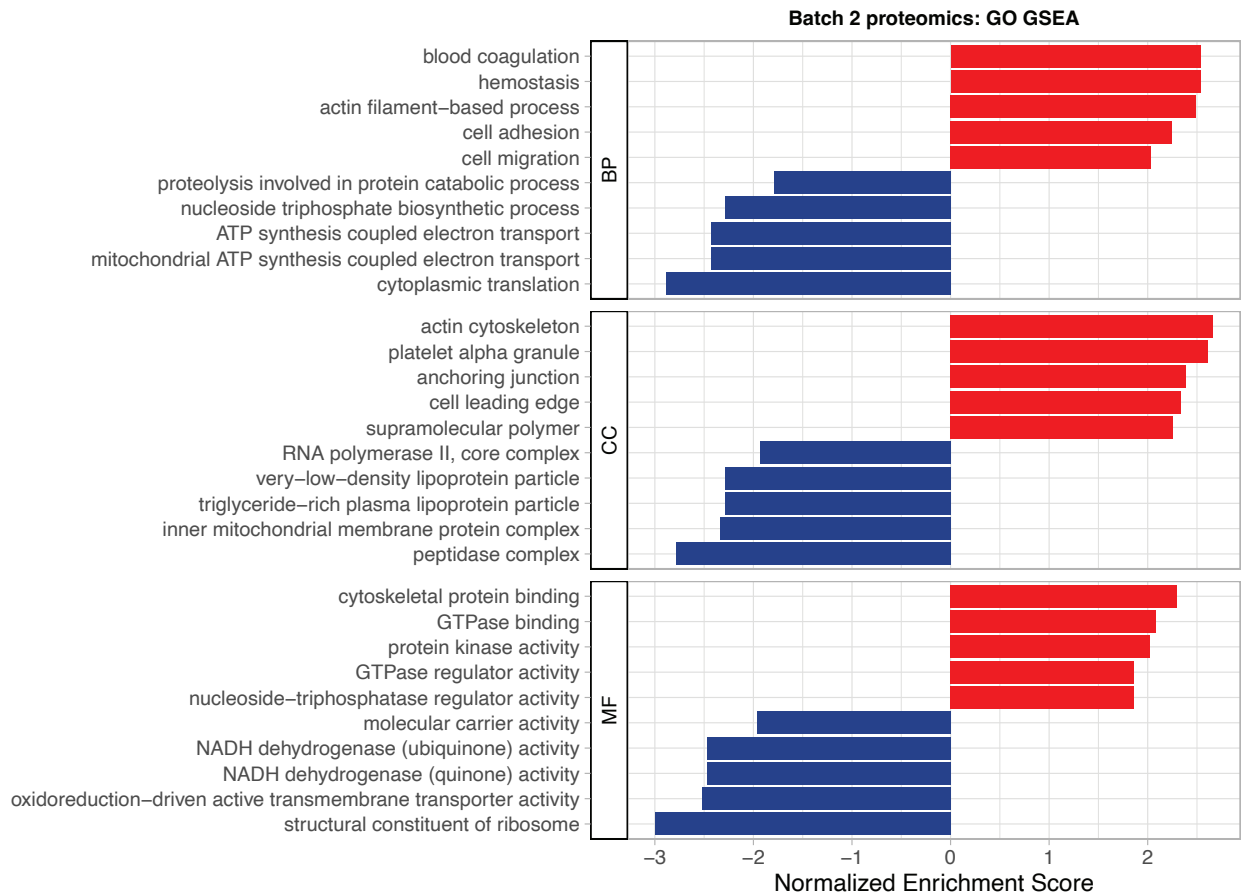 Batch 2 proteomics: GO GSEA
blood coagulation
hemostasis
actin filament−based process
cell adhesion
cell migration
proteolysis involved in protein catabolic process
nucleoside triphosphate biosynthetic process
ATP synthesis coupled electron transport
mitochondrial ATP synthesis coupled electron transport
cytoplasmic translation
BP
actin cytoskeleton
platelet alpha granule
anchoring junction
cell leading edge
supramolecular polymer
RNA polymerase II, core complex
very−low−density lipoprotein particle
triglyceride−rich plasma lipoprotein particle
inner mitochondrial membrane protein complex
peptidase complex
CC
cytoskeletal protein binding
GTPase binding
protein kinase activity
GTPase regulator activity
nucleoside−triphosphatase regulator activity
molecular carrier activity
NADH dehydrogenase (ubiquinone) activity
NADH dehydrogenase (quinone) activity
oxidoreduction−driven active transmembrane transporter activity
structural constituent of ribosome
MF
−3 −2 −1 0 1 2
Normalized Enrichment Score